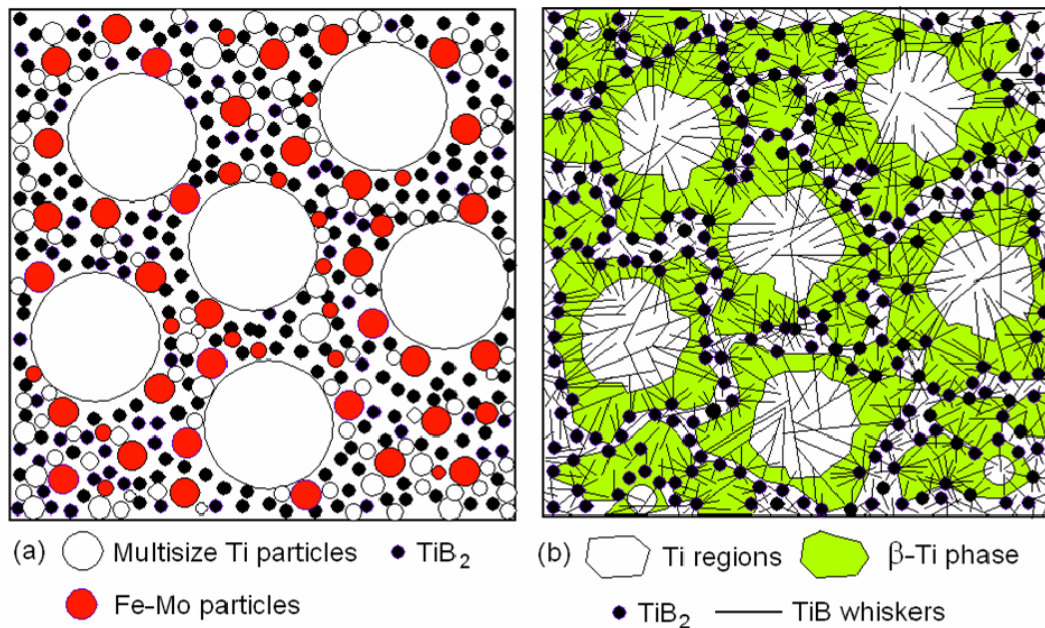 (a) Multisize Ti particles TiB₂
Fe-Mo particles
(b) Ti regions β-Ti phase
TiB₂ TiB whiskers